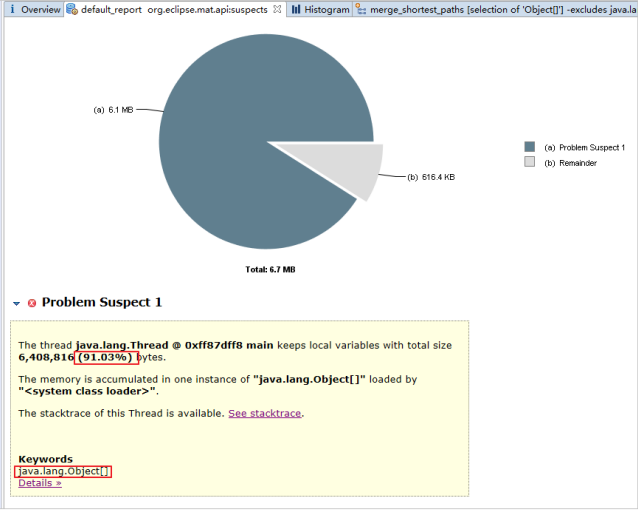 i Overview default_report org.eclipse.mat.api:suspects Histogram merge_shortest_paths [selection of 'Object[]'] -excludes java.la
(a) 6.1 MB
(b) 616.4 KB
(a) Problem Suspect 1
(b) Remainder
Total: 6.7 MB
Problem Suspect 1
The thread java.lang.Thread @ 0xff87dff8 main keeps local variables with total size
6,408,816 (91.03%) bytes.
The memory is accumulated in one instance of "java.lang.Object[]" loaded by
"<system class loader>".
The stacktrace of this Thread is available. See stacktrace.
Keywords
java.lang.Object[]
Details »